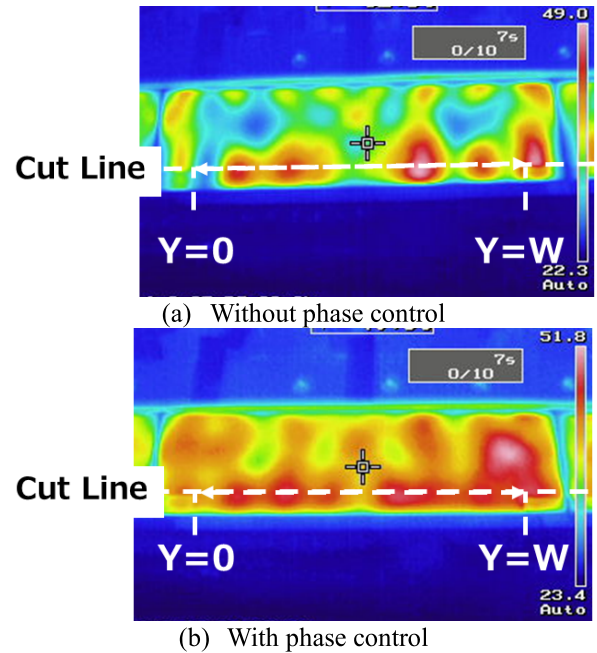 49.0
7s
0/10
Cut Line
Y=0
Y=W
22.3
Auto
(a) Without phase control
51.8
7s
0/10
Cut Line
Y=0
Y=W
23.4
Auto
(b) With phase control